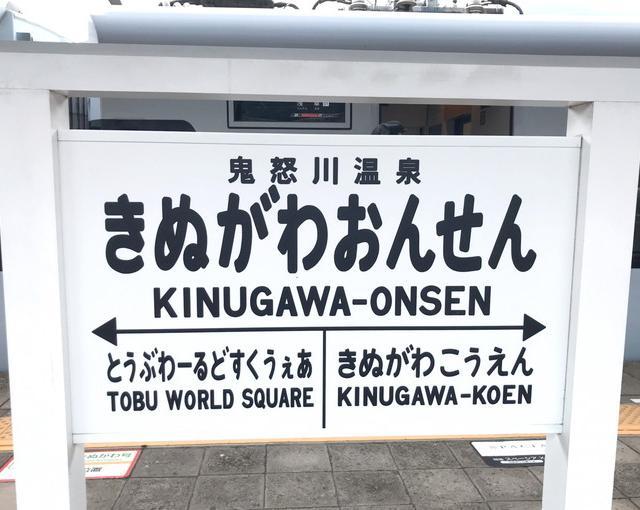 鬼怒川温泉
きぬがわおんせん
KINUGAWA-ONSEN
とうぶわーるどすくうぇあ
TOBU WORLD SQUARE
きぬがわこうえん
KINUGAWA-KOEN